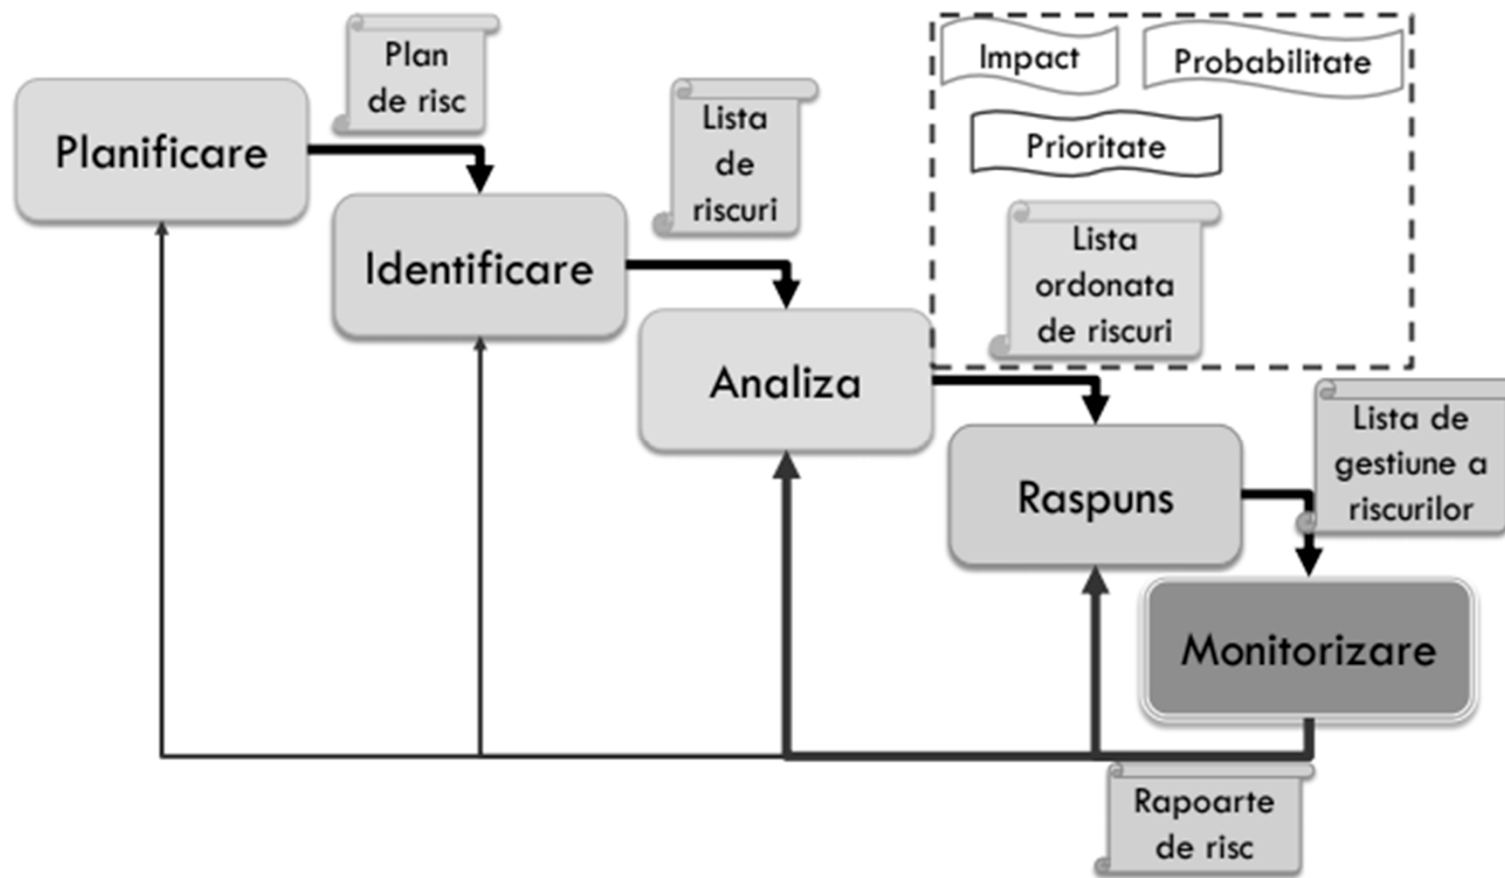 Plan
de risc
Planificare
Lista
de
riscuri
Impact
Probabilitate
Prioritate
Identificare
Lista
ordonata
de riscuri
Analiza
Lista de
gestiune a
riscurilor
Raspuns
Monitorizare
Rapoarte
de risc